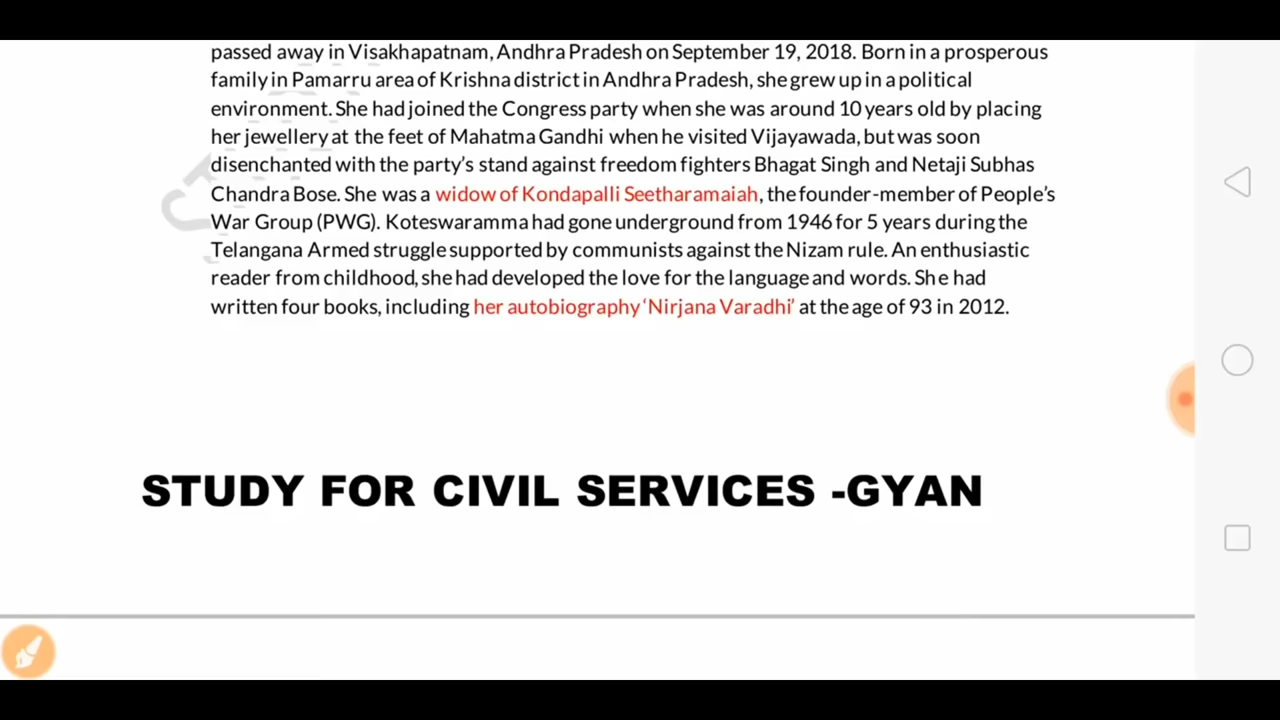 passed away in Visakhapatnam, Andhra Pradesh on September 19, 2018. Born in a prosperous
family in Pamarru area of Krishna district in Andhra Pradesh, she grew up in a political
environment. She had joined the Congress party when she was around 10 years old by placing
her jewellery at the feet of Mahatma Gandhi when he visited Vijayawada, but was soon
disenchanted with the party’s stand against freedom fighters Bhagat Singh and Netaji Subhas
Chandra Bose. She was a widow of Kondapalli Seetharamaiah, the founder-member of People’s
War Group (PWG). Koteswaramma had gone underground from 1946 for 5 years during the
Telangana Armed struggle supported by communists against the Nizam rule. An enthusiastic
reader from childhood, she had developed the love for the language and words. She had
written four books, including her autobiography ‘Nirjana Varadhi’ at the age of 93 in 2012.
STUDY FOR CIVIL SERVICES -GYAN